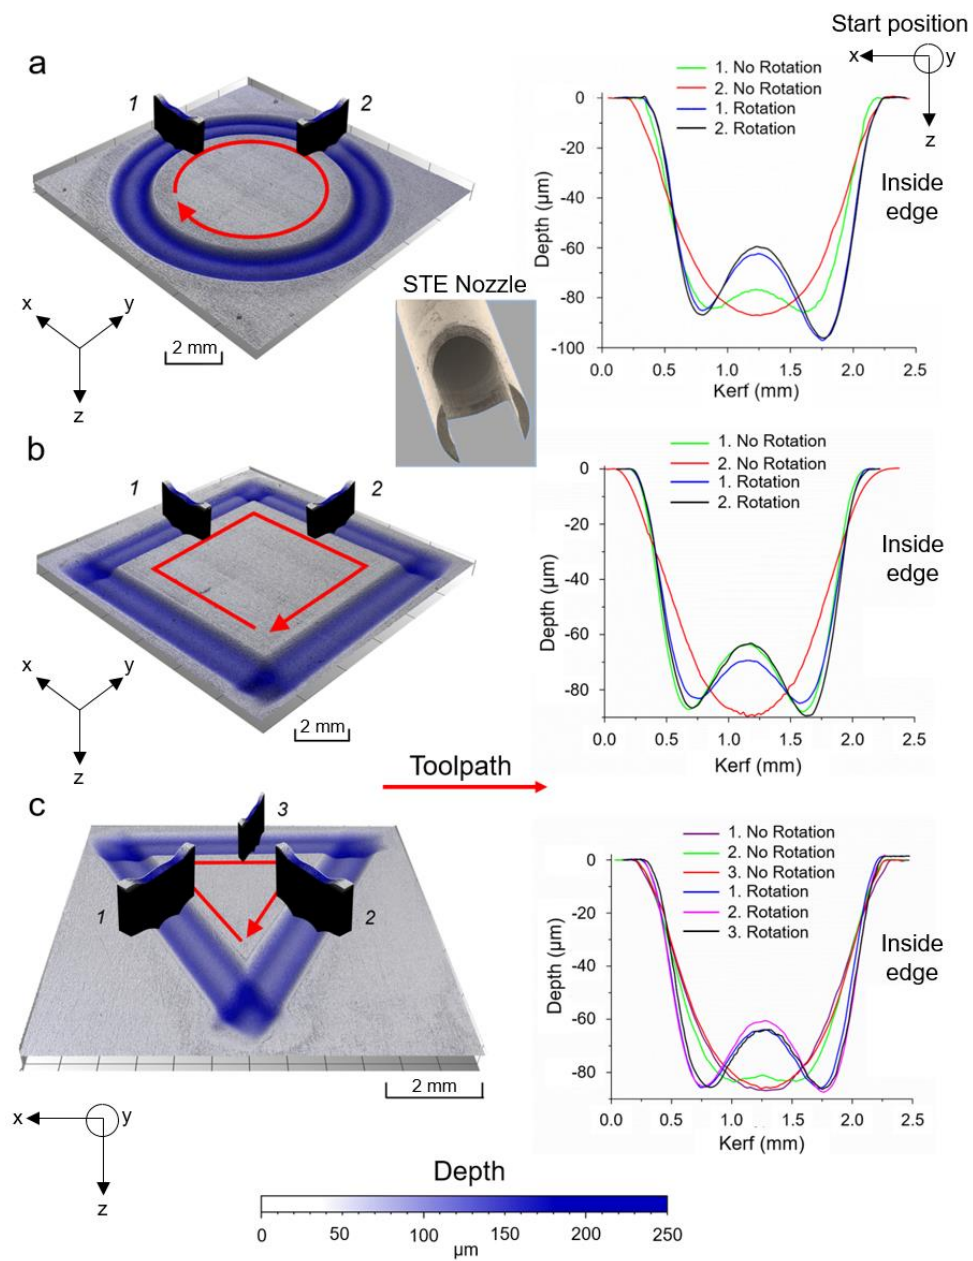 Start position
x
y
z
a
1
2
1. No Rotation
2. No Rotation
1. Rotation
2. Rotation
0
-20
-40
-60
-80
-100
Depth (µm)
Inside
edge
0.0 0.5 1.0 1.5 2.0 2.5
Kerf (mm)
STE Nozzle
x
y
z
2 mm
b
1
2
1. No Rotation
2. No Rotation
1. Rotation
2. Rotation
0
-20
-40
-60
-80
Depth (µm)
Inside
edge
0.0 0.5 1.0 1.5 2.0 2.5
Kerf (mm)
x
y
z
2 mm
Toolpath
c
1
2
3
1. No Rotation
2. No Rotation
3. No Rotation
1. Rotation
2. Rotation
3. Rotation
0
-20
-40
-60
-80
Depth (µm)
Inside
edge
0.0 0.5 1.0 1.5 2.0 2.5
Kerf (mm)
2 mm
x
y
z
Depth
0 50 100 150 200 250
µm